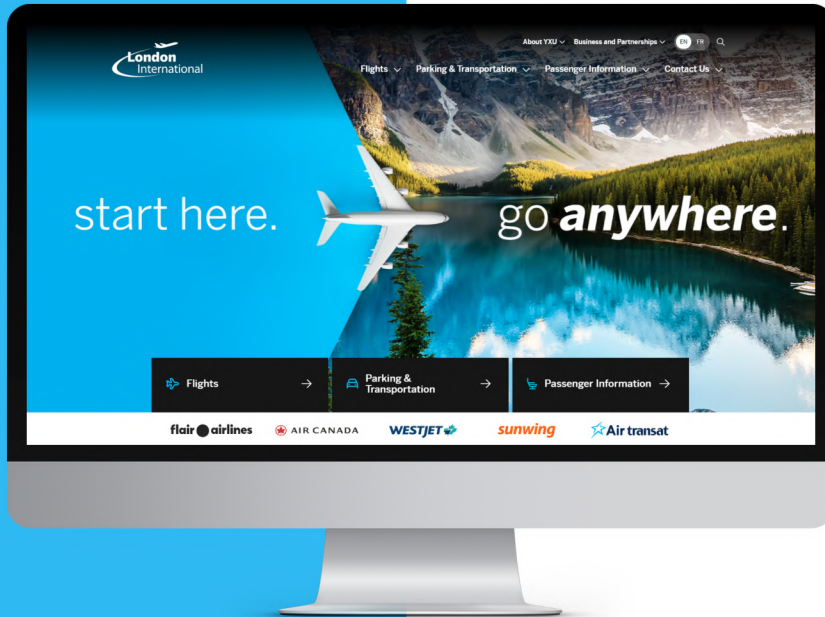 About YXU Business and Partnerships EN FR
London
International
Flights Parking & Transportation Passenger Information Contact Us
start here. go anywhere.
Flights
Parking &
Transportation
Passenger Information
flair airlines AIR CANADA WESTJET sunwing Air transat